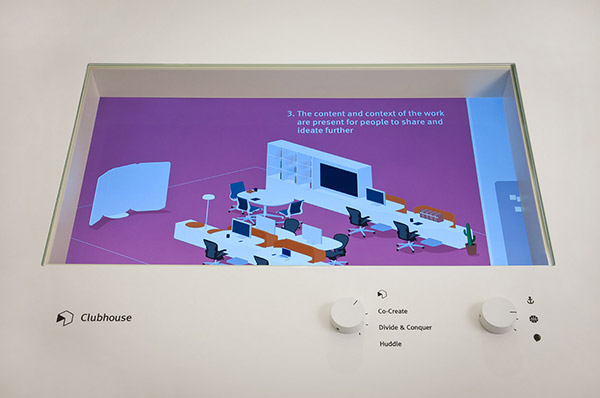 3. The content and context of the work
are present for people to share and
ideate further
Clubhouse
Co-Create
Divide & Conquer
Huddle